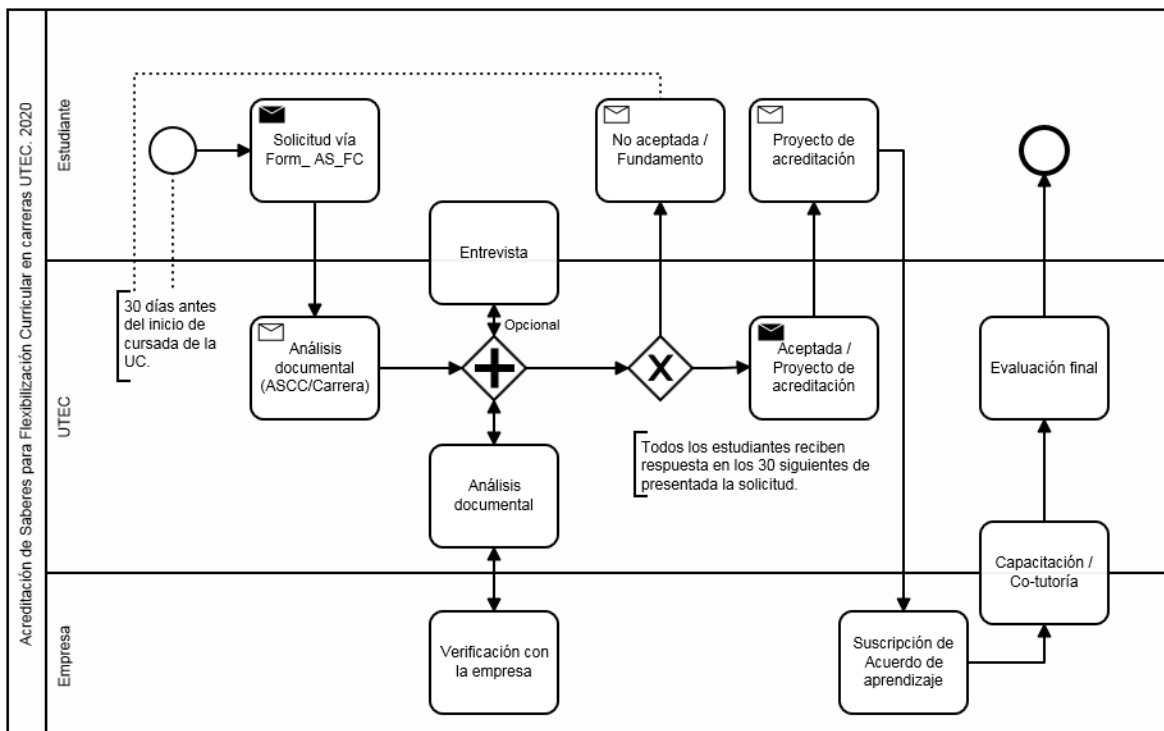 Acreditación de Saberes para Flexibilización Curricular en carreras UTEC. 2020
Estudiante
Solicitud vía
Form_ AS_FC
No aceptada /
Fundamento
Proyecto de
acreditación
Entrevista
UTEC
30 días antes
del inicio de
cursada de la
UC.
Análisis
documental
(ASCC/Carrera)
Opcional
Aceptada /
Proyecto de
acreditación
Evaluación final
Análisis
documental
Todos los estudiantes reciben
respuesta en los 30 siguientes de
presentada la solicitud.
Capacitación /
Co-tutoría
Empresa
Verificación con
la empresa
Suscripción de
Acuerdo de
aprendizaje